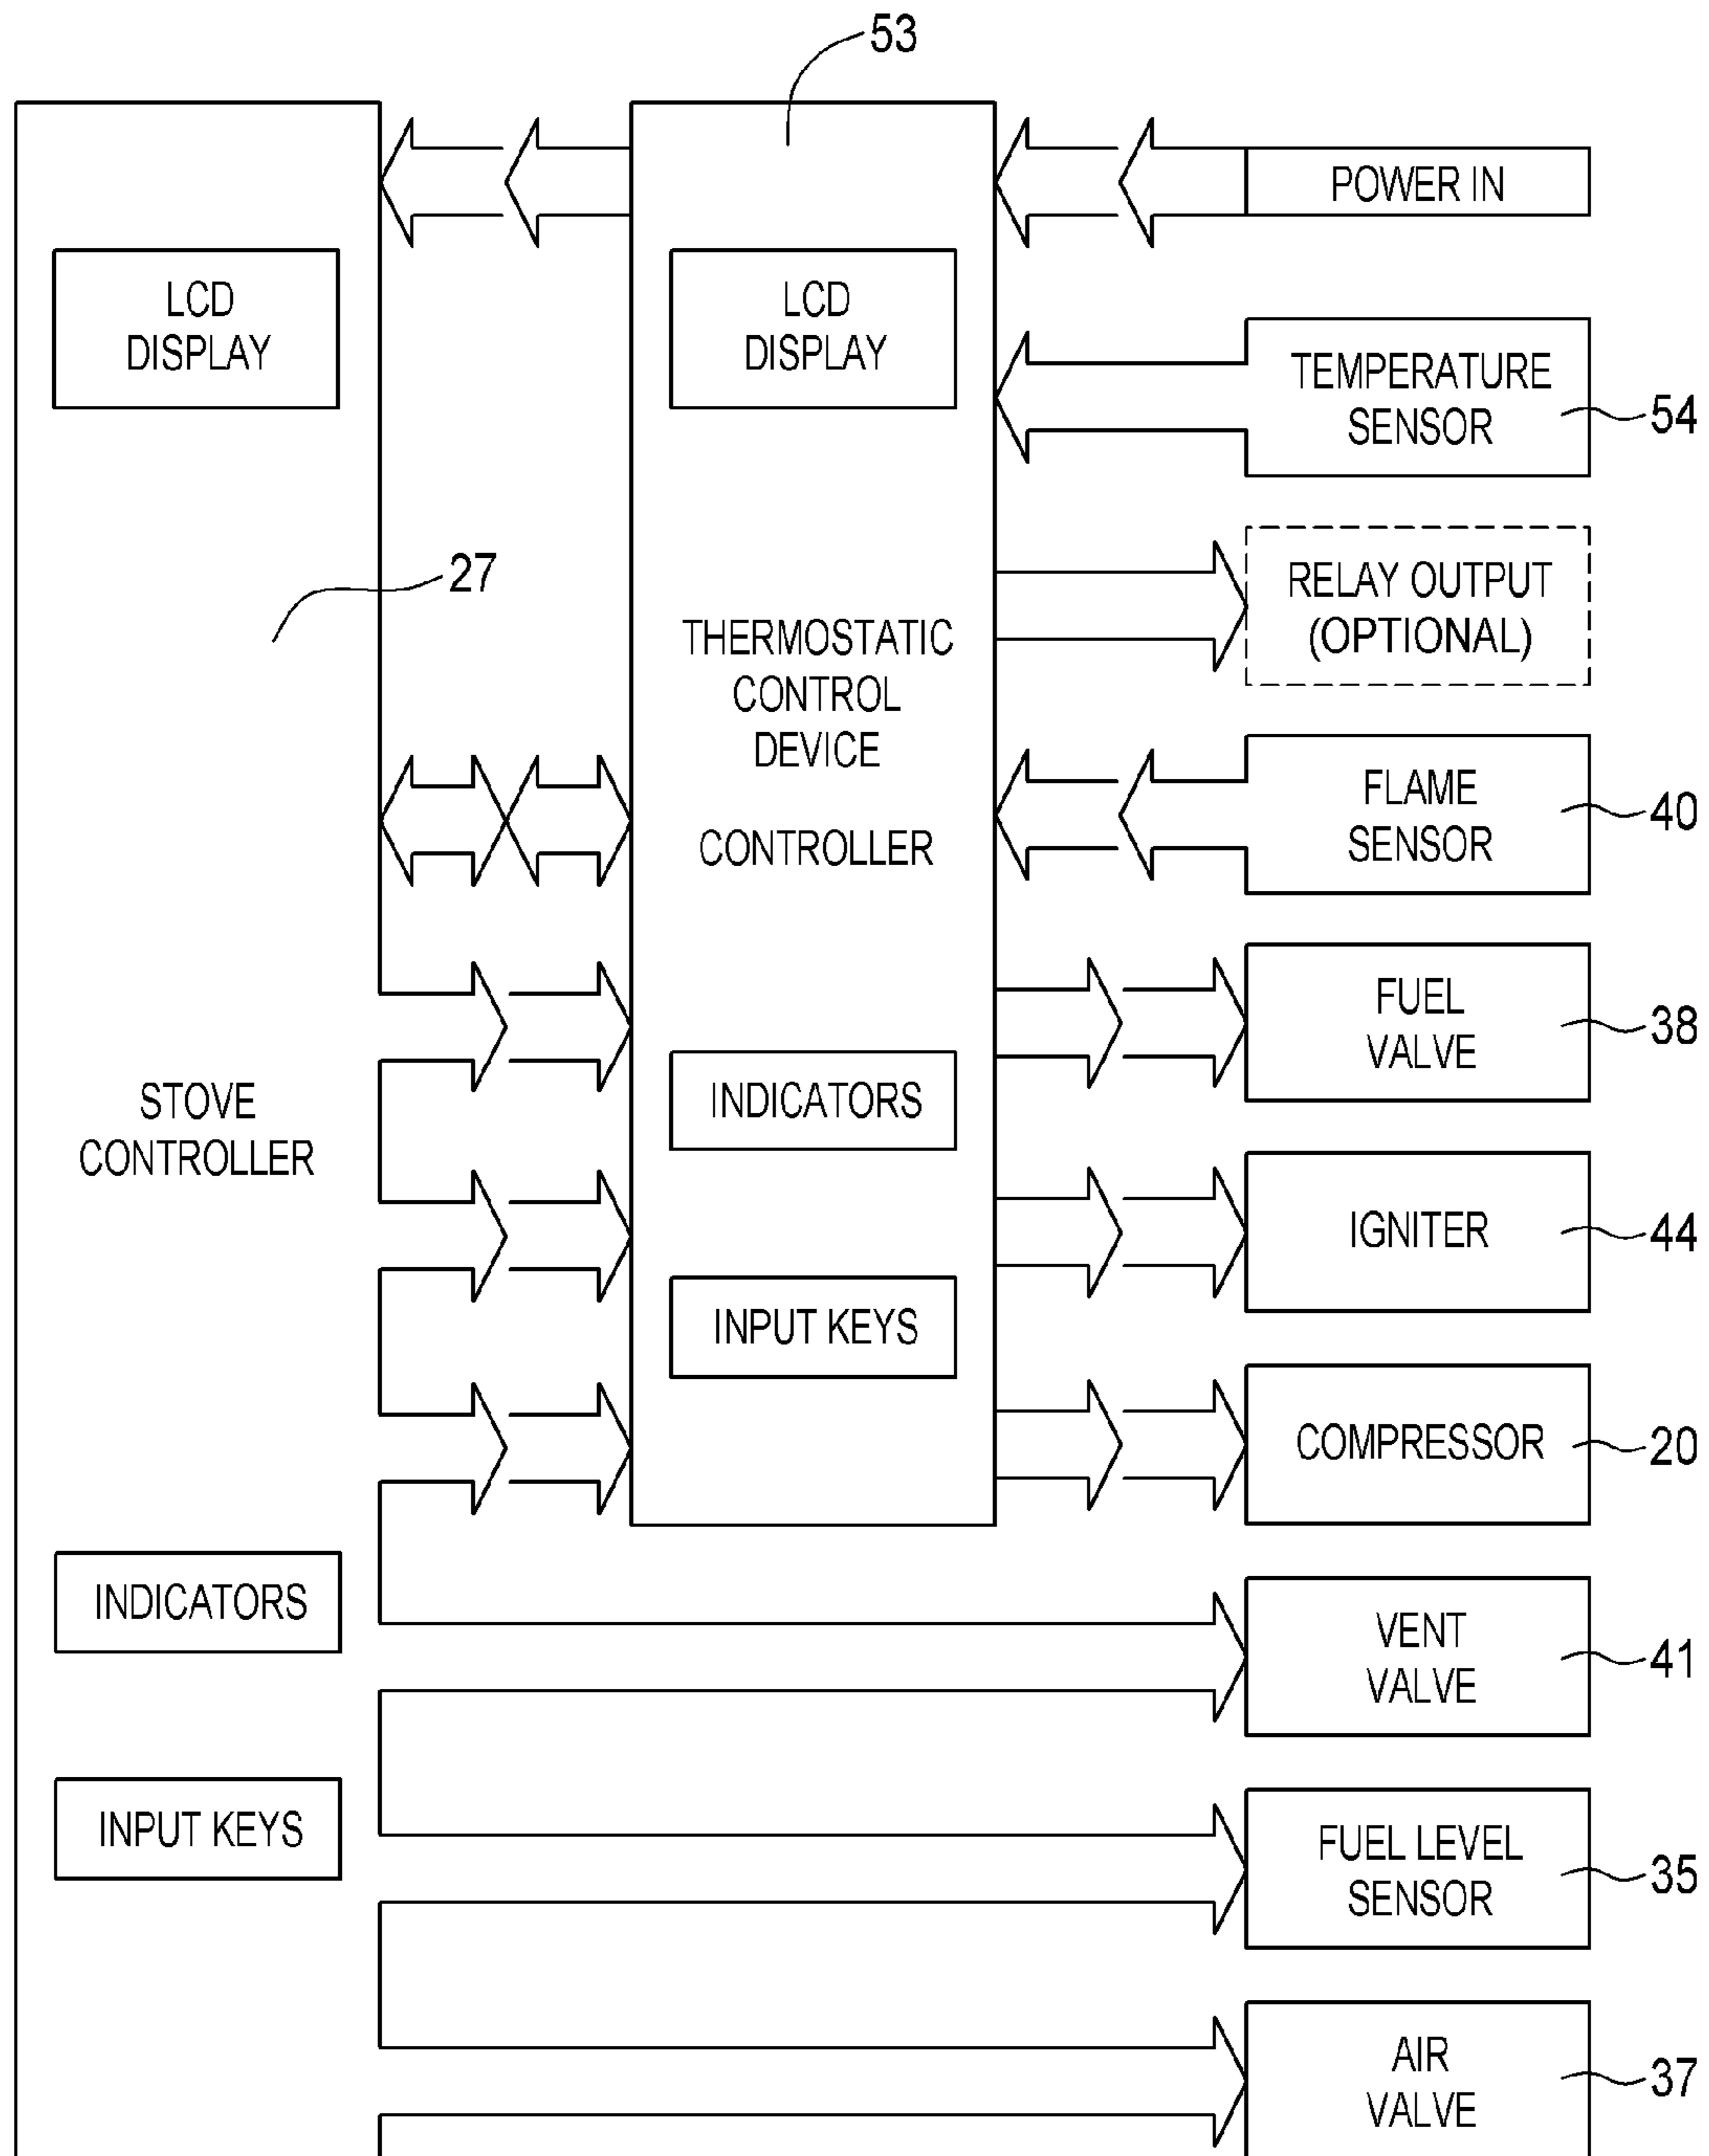 53
POWER IN
LCD
DISPLAY
LCD
DISPLAY
TEMPERATURE
SENSOR
54
27
RELAY OUTPUT
(OPTIONAL)
THERMOSTATIC
CONTROL
DEVICE
CONTROLLER
FLAME
SENSOR
40
FUEL
VALVE
38
STOVE
CONTROLLER
INDICATORS
IGNITER
44
INPUT KEYS
COMPRESSOR
20
INDICATORS
VENT
VALVE
41
INPUT KEYS
FUEL LEVEL
SENSOR
35
AIR
VALVE
37